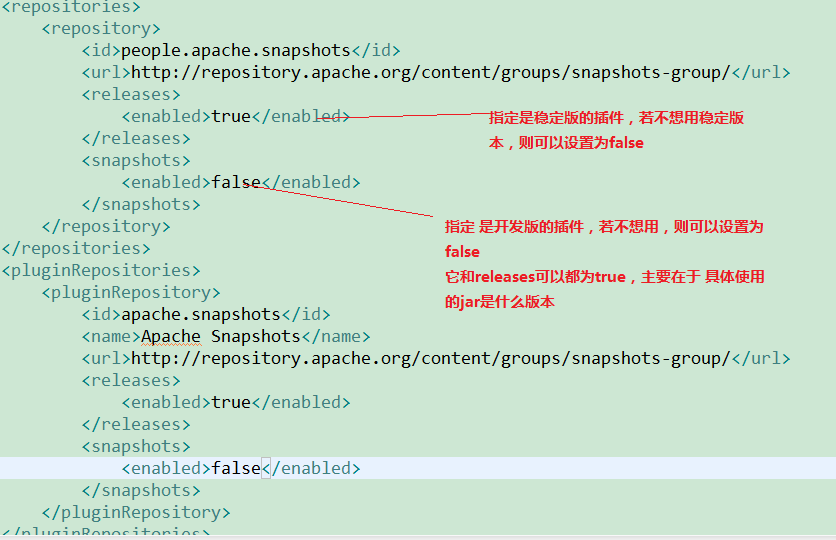 <repositories>
<repository>
<id>people.apache.snapshots</id>
<url>http://repository.apache.org/content/groups/snapshots-group/</url>
<releases>
<enabled>true</enabled>
指定是稳定版的插件，若不想用稳定版
本，则可以设置为false
</releases>
<snapshots>
<enabled>false</enabled>
</snapshots>
指定 是开发版的插件，若不想用，则可以设置为
false
它和releases可以都为true，主要在于 具体使用
的jar是什么版本
</repository>
</repositories>
<pluginRepositories>
<pluginRepository>
<id>apache.snapshots</id>
<name>Apache Snapshots</name>
<url>http://repository.apache.org/content/groups/snapshots-group/</url>
<releases>
<enabled>true</enabled>
</releases>
<snapshots>
<enabled>false</enabled>
</snapshots>
</pluginRepository>
</pluginRepositories>